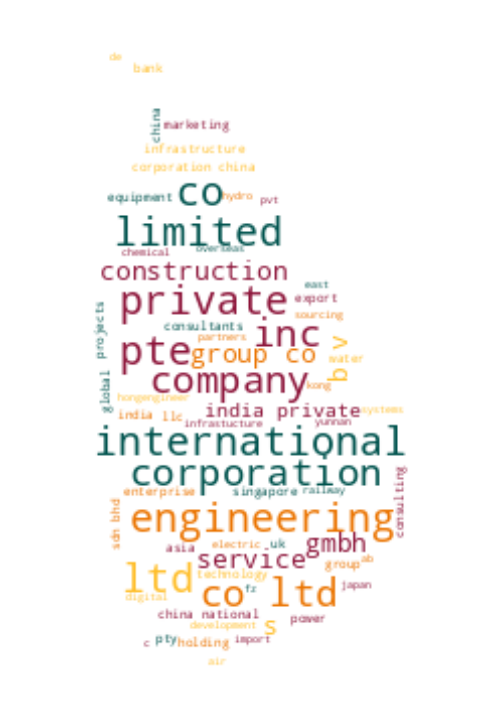 de
bank
china
marketing
infrastructure
corporation china
equipment
co
hydro
pvt
limited
overseas
chemical
construction
east
private
export
global projects
sourcing
consultants
inc
partners
pte
group co
b v
water
company
kong
hongengineer
india private
systems
india
llc
infrastucture
yunnan
international
corporation
consulting
enterprise
singapore
railway
sdn bhd
engineering
asia
electric
uk
gmbh
service
group
ab
ltd
technology
co ltd
fz
japan
digital
china national
power
development
s
c
pty
holding
import
air